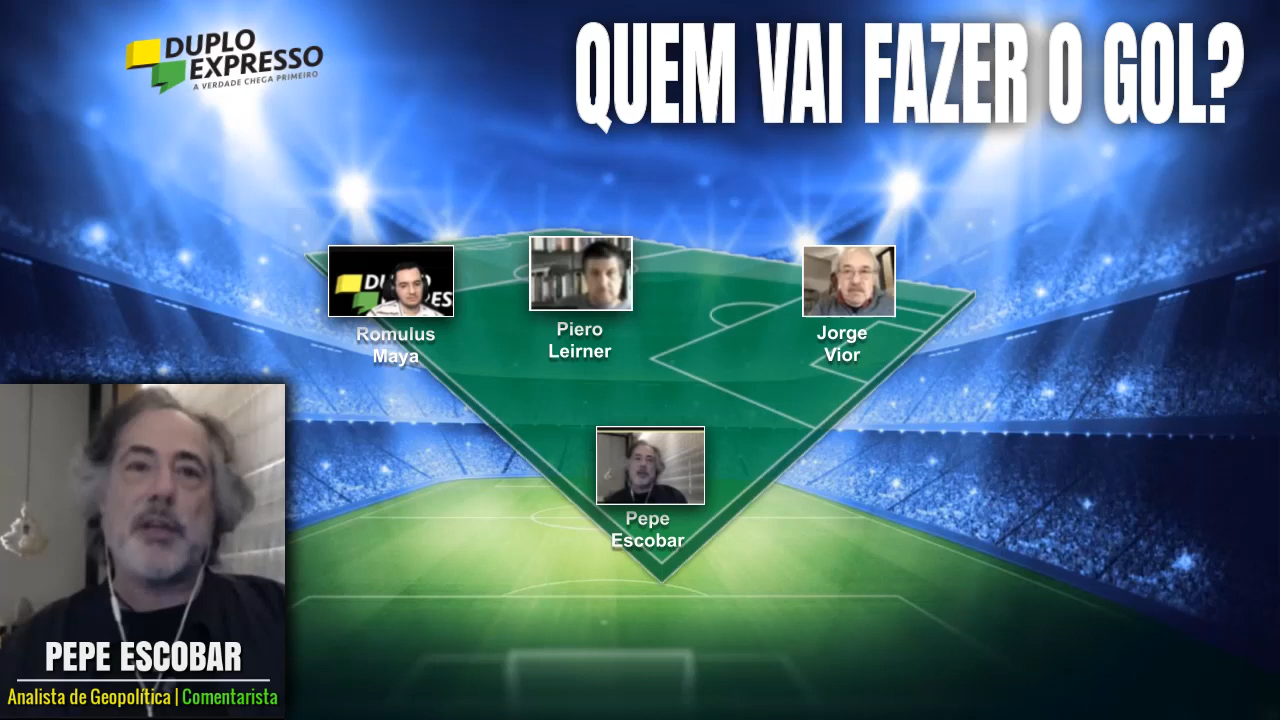 DUPLO
EXPRESSO
A VERDADE CHEGA PRIMEIRO
QUEM VAI FAZER O GOL?
Romulus
Maya
Piero
Leirner
Jorge
Vior
Pepe
Escobar
PEPE ESCOBAR
Analista de Geopolítica | Comentarista